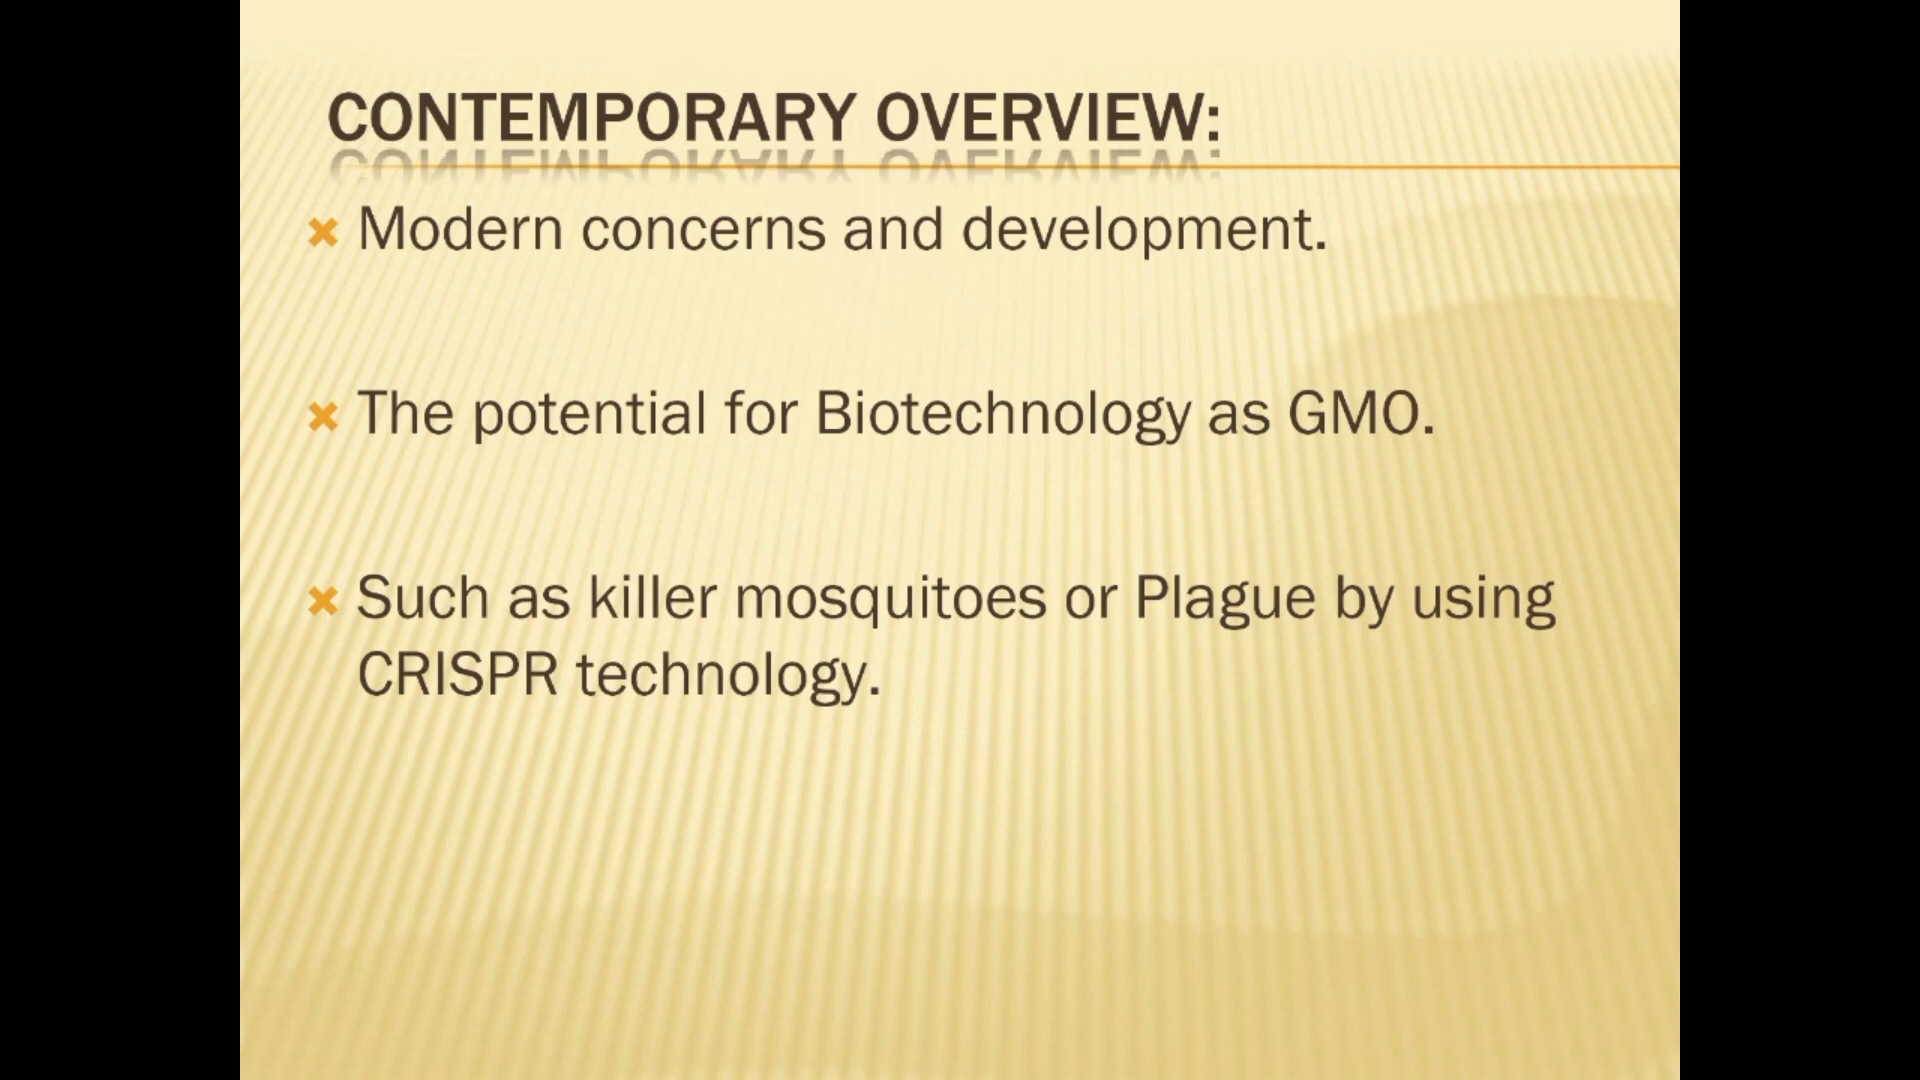 CONTEMPORARY OVERVIEW:
Modern concerns and development.
The potential for Biotechnology as GMO.
Such as killer mosquitoes or Plague by using
CRISPR technology.